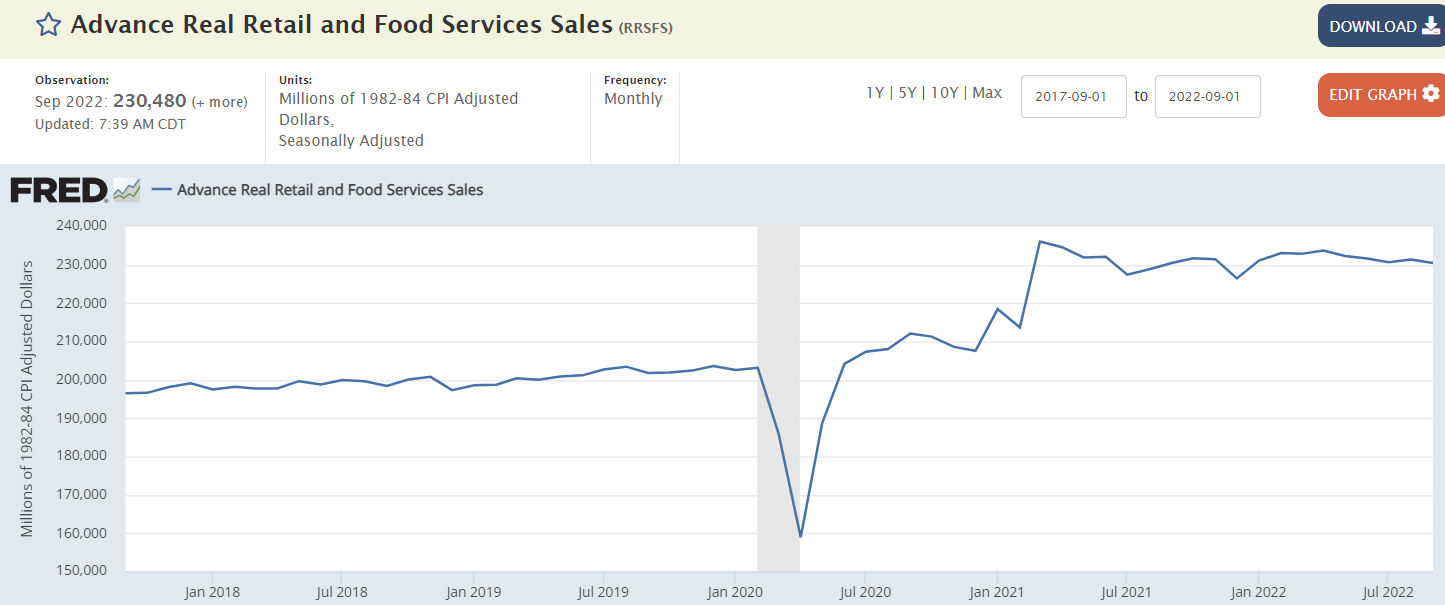 Advance Real Retail and Food Services Sales (RRSFS)
DOWNLOAD
Observation:
Sep 2022: 230,480 (+ more)
Updated: 7:39 AM CDT
Units:
Millions of 1982-84 CPI Adjusted
Dollars,
Seasonally Adjusted
Frequency:
Monthly
1Y | 5Y | 10Y | Max
2017-09-01 to 2022-09-01
EDIT GRAPH
FRED
Advance Real Retail and Food Services Sales
Millions of 1982-84 CPI Adjusted Dollars
240,000
230,000
220,000
210,000
200,000
190,000
180,000
170,000
160,000
150,000
Jan 2018 Jul 2018 Jan 2019 Jul 2019 Jan 2020 Jul 2020 Jan 2021 Jul 2021 Jan 2022 Jul 2022